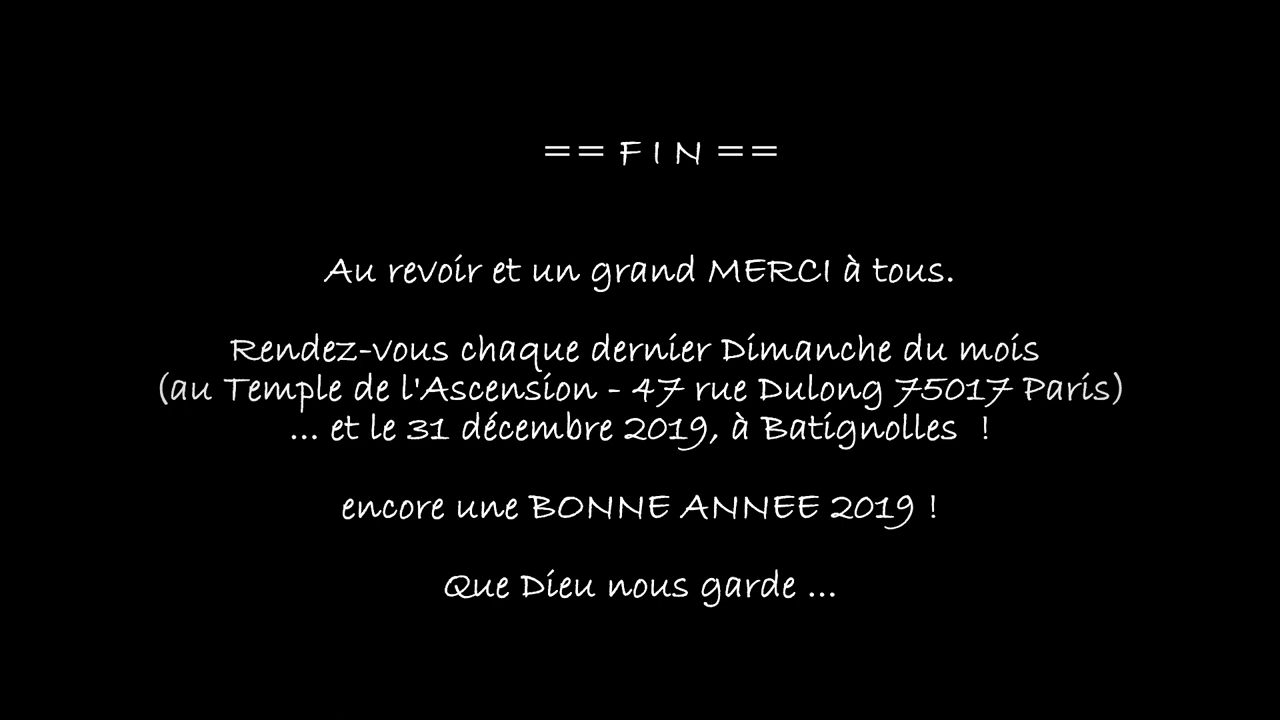 == F I N ==
Au revoir et un grand MERCI à tous.
Rendez-vous chaque dernier Dimanche du mois
(au Temple de l'Ascension - 47 rue Dulong 75017 Paris)
... et le 31 décembre 2019, à Batignolles !
encore une BONNE ANNEE 2019 !
Que Dieu nous garde ...